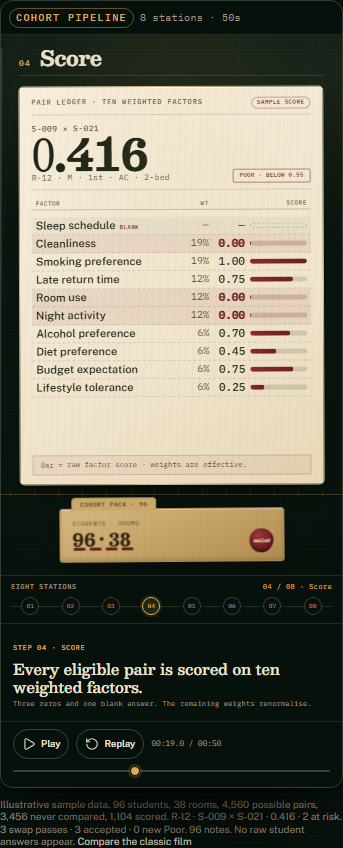 COHORT PIPELINE 8 stations · 50s
04 Score
PAIR LEDGER · TEN WEIGHTED FACTORS SAMPLE SCORE
S-009 × S-021
0.416
R-12 · M · 1st · AC · 2-bed POOR · BELOW 0.55
FACTOR WT SCORE
Sleep schedule BLANK — —
Cleanliness 19% 0.00
Smoking preference 19% 1.00
Late return time 12% 0.75
Room use 12% 0.00
Night activity 12% 0.00
Alcohol preference 6% 0.70
Diet preference 6% 0.45
Budget expectation 6% 0.75
Lifestyle tolerance 6% 0.25
Bar = raw factor score · weights are effective.
COHORT PACK · 96
STUDENTS · ROOMS
96·38
sealed
EIGHT STATIONS 04 / 08 · Score
01 02 03 04 05 06 07 08
STEP 04 · SCORE
Every eligible pair is scored on ten
weighted factors.
Three zeros and one blank answer. The remaining weights renormalise.
Play Replay 00:19.0 / 00:50
Illustrative sample data. 96 students, 38 rooms, 4,560 possible pairs,
3,456 never compared, 1,104 scored. R-12 · S-009 × S-021 · 0.416 · 2 at risk.
3 swap passes · 3 accepted · 0 new Poor. 96 notes. No raw student
answers appear. Compare the classic film